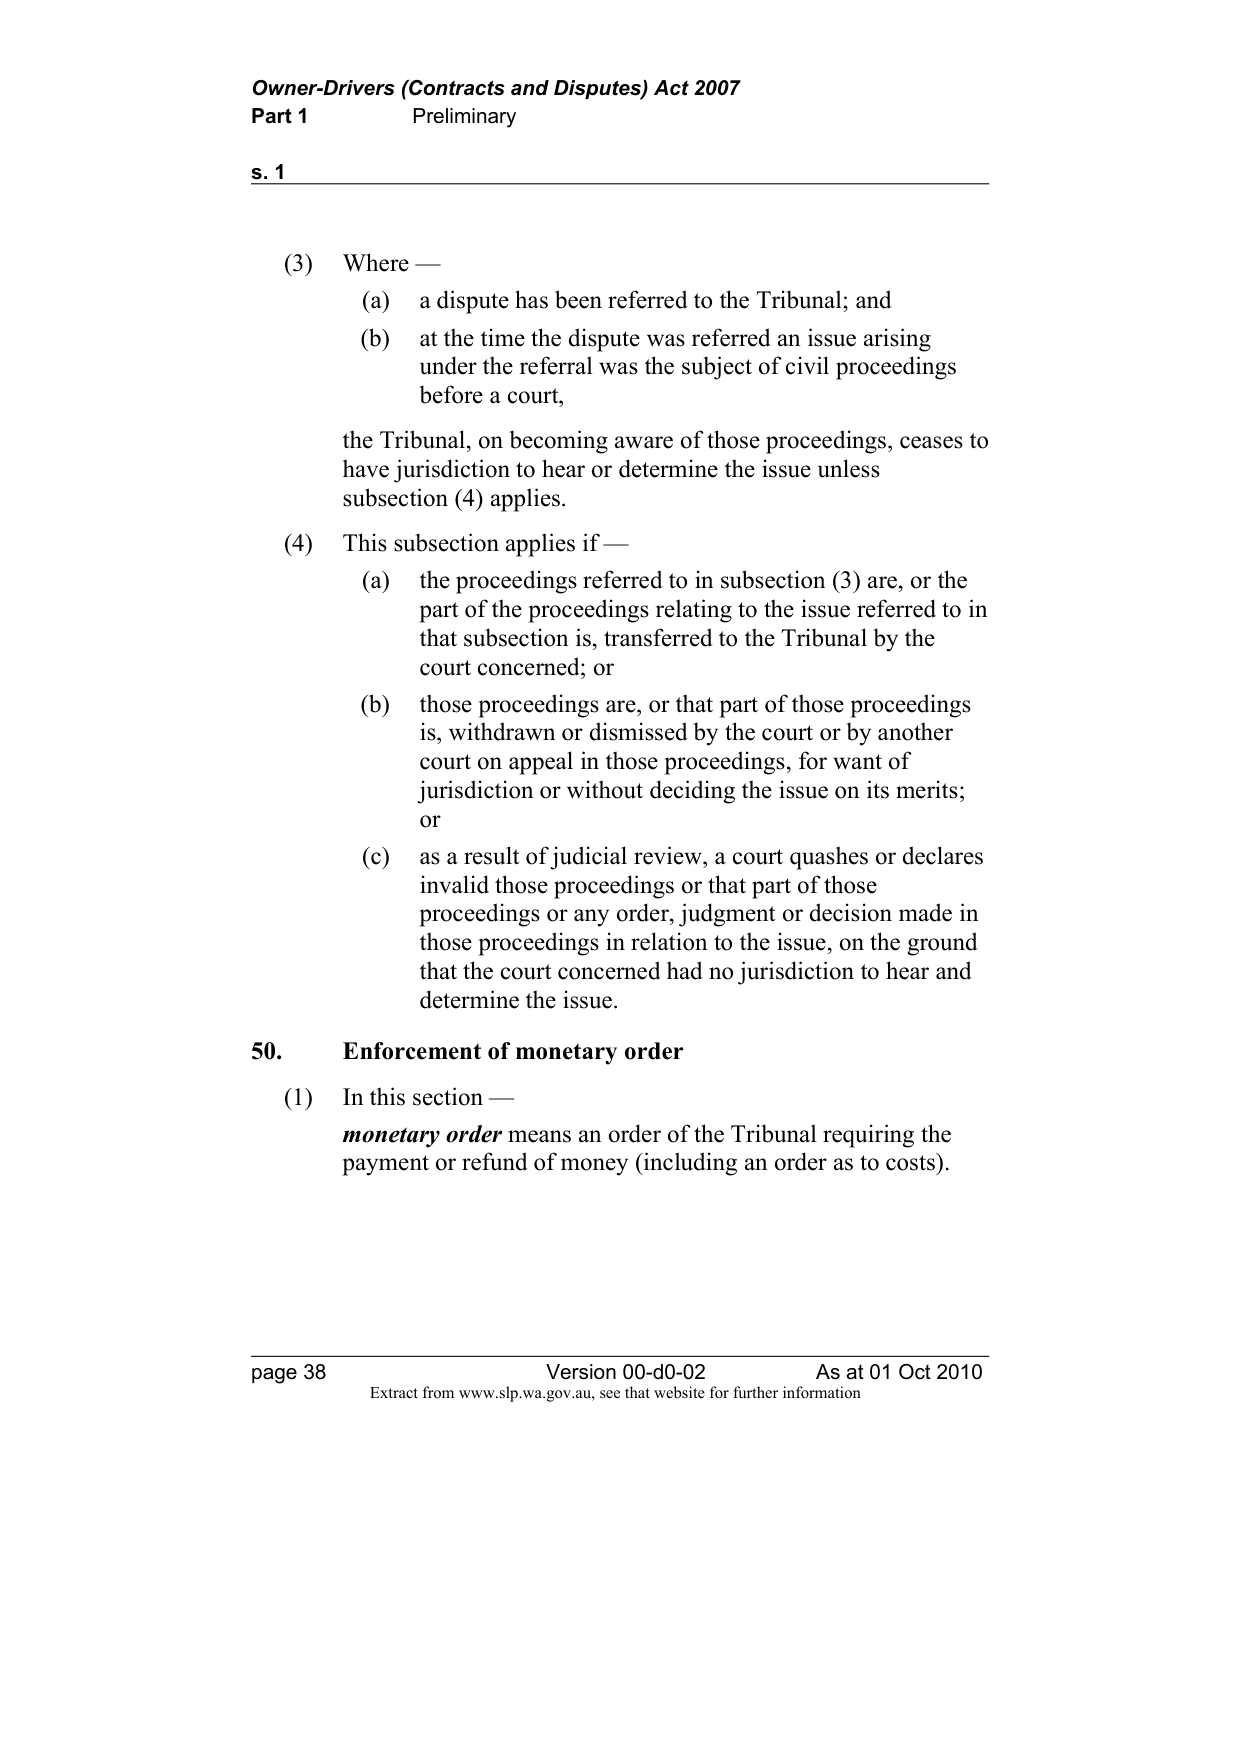 Owner-Drivers (Contracts and Disputes) Act 2007
Part 1 Preliminary
s. 1
(3) Where —
(a) a dispute has been referred to the Tribunal; and
(b) at the time the dispute was referred an issue arising
under the referral was the subject of civil proceedings
before a court,
the Tribunal, on becoming aware of those proceedings, ceases to
have jurisdiction to hear or determine the issue unless
subsection (4) applies.
(4) This subsection applies if —
(a) the proceedings referred to in subsection (3) are, or the
part of the proceedings relating to the issue referred to in
that subsection is, transferred to the Tribunal by the
court concerned; or
(b) those proceedings are, or that part of those proceedings
is, withdrawn or dismissed by the court or by another
court on appeal in those proceedings, for want of
jurisdiction or without deciding the issue on its merits;
or
(c) as a result of judicial review, a court quashes or declares
invalid those proceedings or that part of those
proceedings or any order, judgment or decision made in
those proceedings in relation to the issue, on the ground
that the court concerned had no jurisdiction to hear and
determine the issue.
50. Enforcement of monetary order
(1) In this section —
monetary order means an order of the Tribunal requiring the
payment or refund of money (including an order as to costs).
page 38 Version 00-d0-02 As at 01 Oct 2010
Extract from www.slp.wa.gov.au, see that website for further information